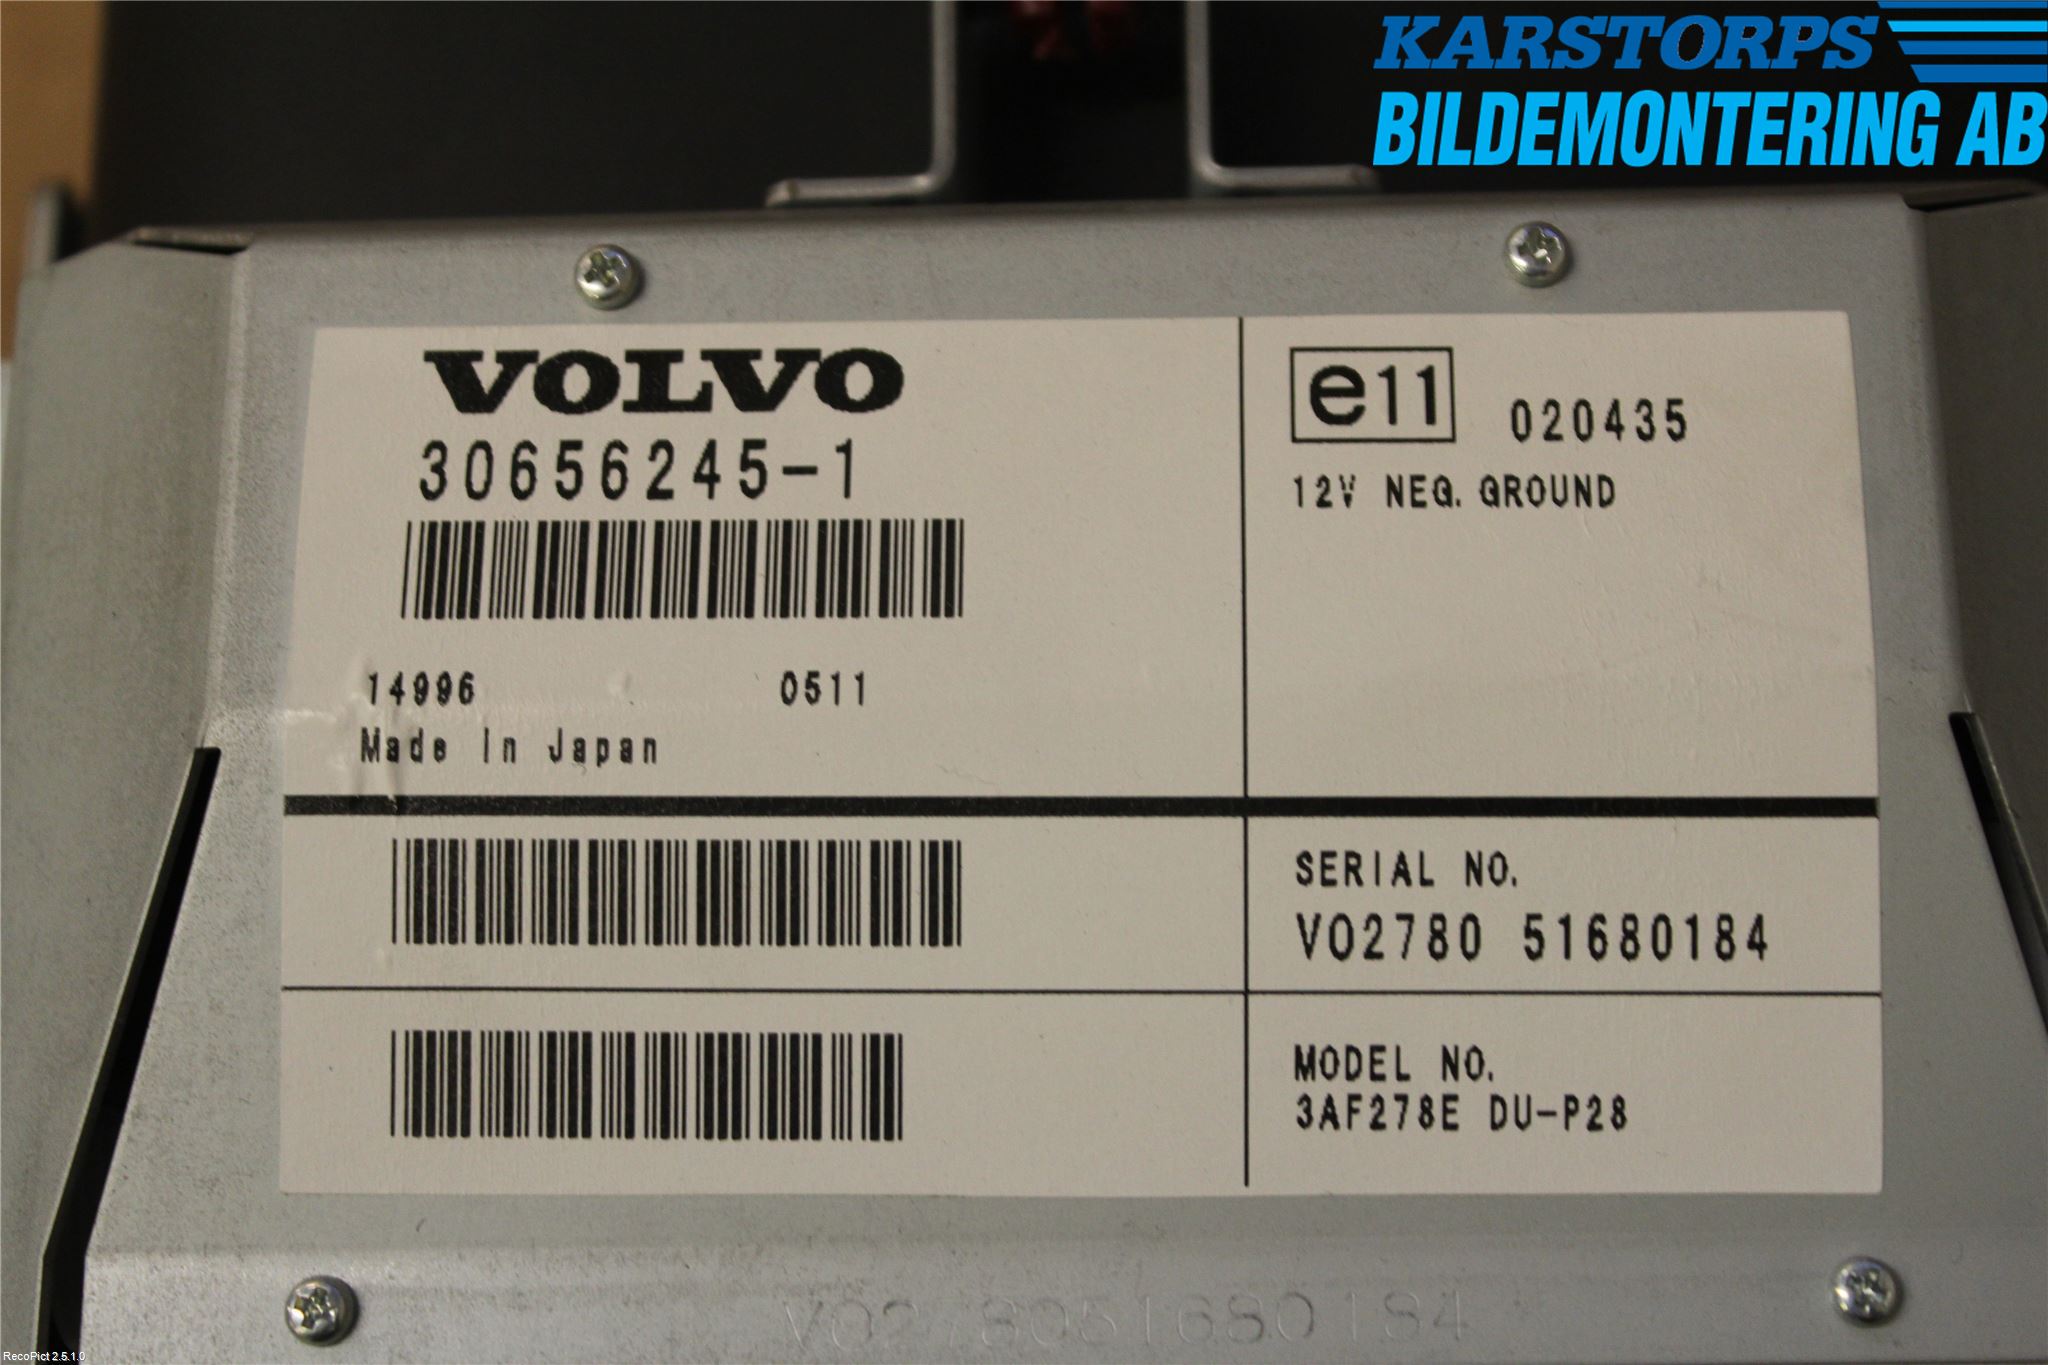 KARSTORPS
BILDEMONTERING AB
VOLVO
30656245-1
14996 0511
Made in Japan
e11 020435
12V NEG. GROUND
SERIAL NO.
VO2780 51680184
MODEL NO.
3AF278E DU-P28
VO278051680184
RecoPict 2.5.1.0